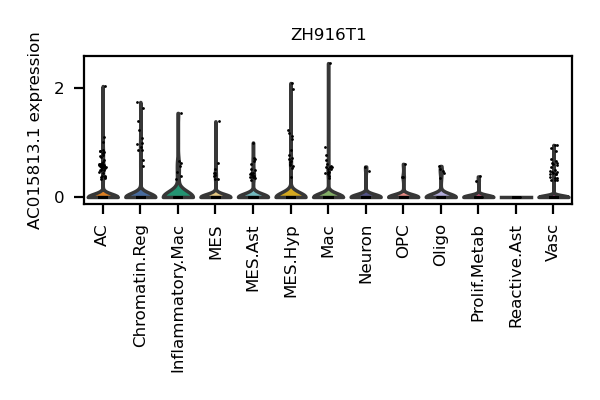 ZH916T1
AC015813.1 expression
2
0
AC
Chromatin.Reg
Inflammatory.Mac
MES
MES.Ast
MES.Hyp
Mac
Neuron
OPC
Oligo
Prolif.Metab
Reactive.Ast
Vasc